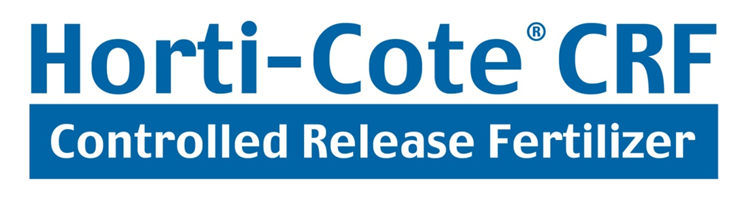 Horti-Cote® CRF
Controlled Release Fertilizer